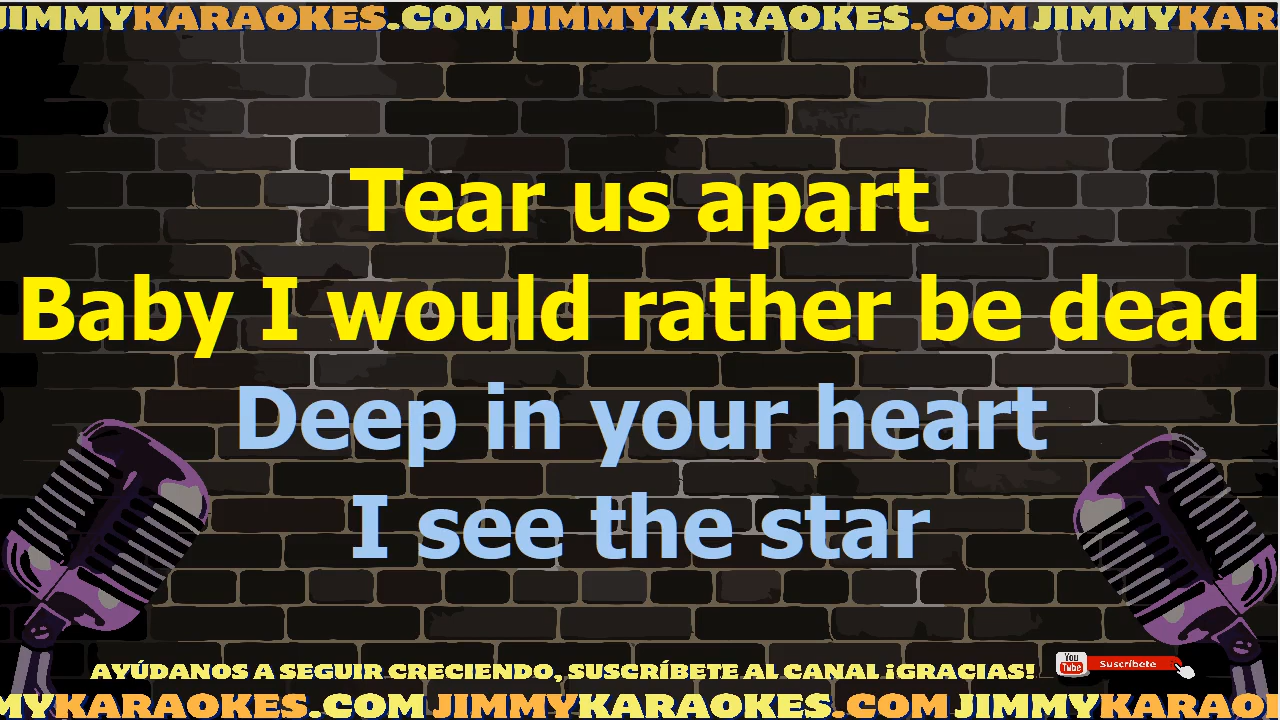 JIMMYKARAOKES.COM JIMMYKARAOKES.COM JIMMYKAR
Tear us apart
Baby I would rather be dead
Deep in your heart
I see the star
AYÚDANOS A SEGUIR CRECIENDO, SUSCRÍBETE AL CANAL ¡GRACIAS!
You Tube Suscríbete
MYKARAOKES.COM JIMMYKARAOKES.COM JIMMYKARAO